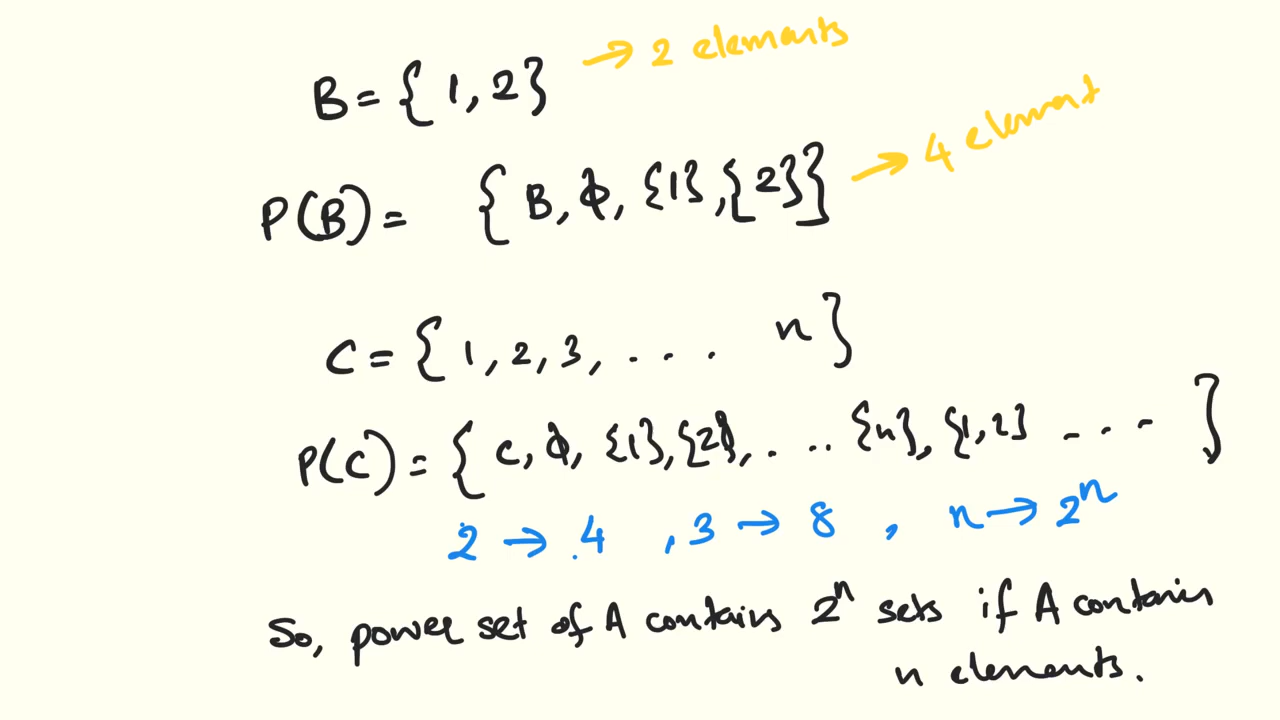 B = { 1, 2 } → 2 elements
P(B) = { B, ϕ, {1}, {2} } → 4 element
C = { 1, 2, 3, . . . . n }
P(C) = { C, ϕ, {1}, {2}, . .. {n}, {1,2} . . . . }
2 → 4 , 3 → 8 , n → 2ⁿ
So, power set of A contains 2ⁿ sets if A contains
n elements.